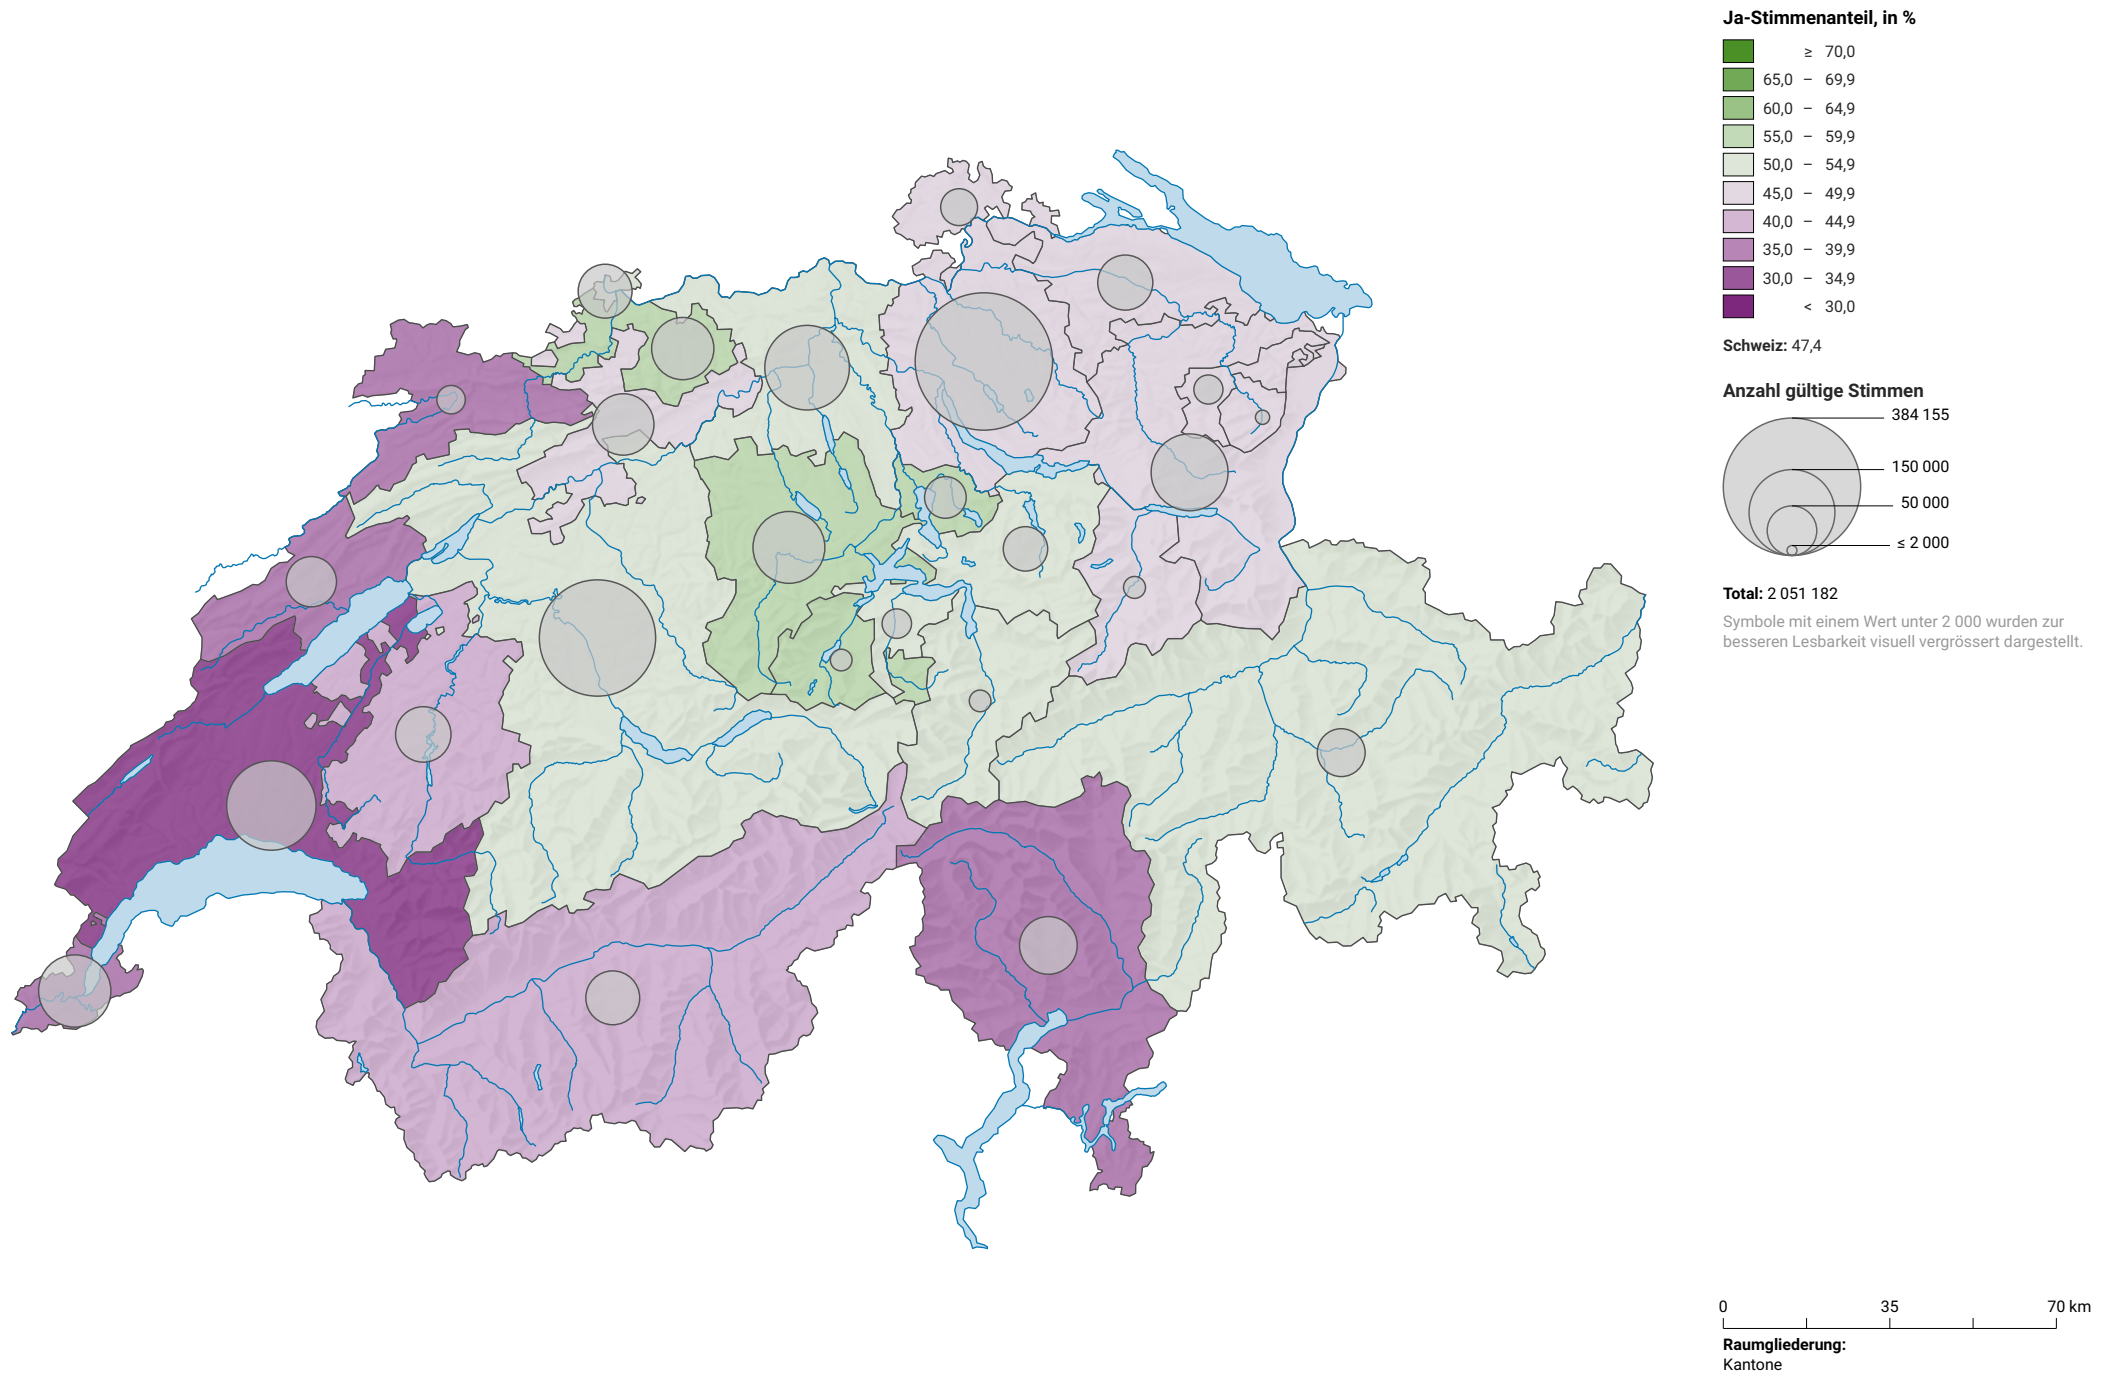 Ja-Stimmenanteil, in %
≥ 70,0
65,0 – 69,9
60,0 – 64,9
55,0 – 59,9
50,0 – 54,9
45,0 – 49,9
40,0 – 44,9
35,0 – 39,9
30,0 – 34,9
< 30,0
Schweiz: 47,4
Anzahl gültige Stimmen
384 155
150 000
50 000
≤ 2 000
Total: 2 051 182
Symbole mit einem Wert unter 2 000 wurden zur
besseren Lesbarkeit visuell vergrössert dargestellt.
0 35 70 km
Raumgliederung:
Kantone